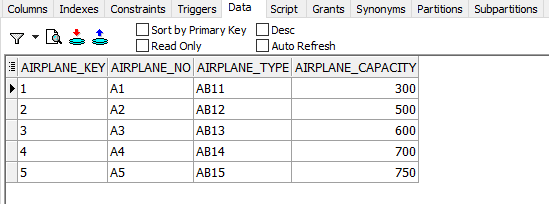 Columns Indexes Constraints Triggers Data Script Grants Synonyms Partitions Subpartitions
Sort by Primary Key Desc
Read Only Auto Refresh
AIRPLANE_KEY AIRPLANE_NO AIRPLANE_TYPE AIRPLANE_CAPACITY
1 A1 AB11 300
2 A2 AB12 500
3 A3 AB13 600
4 A4 AB14 700
5 A5 AB15 750